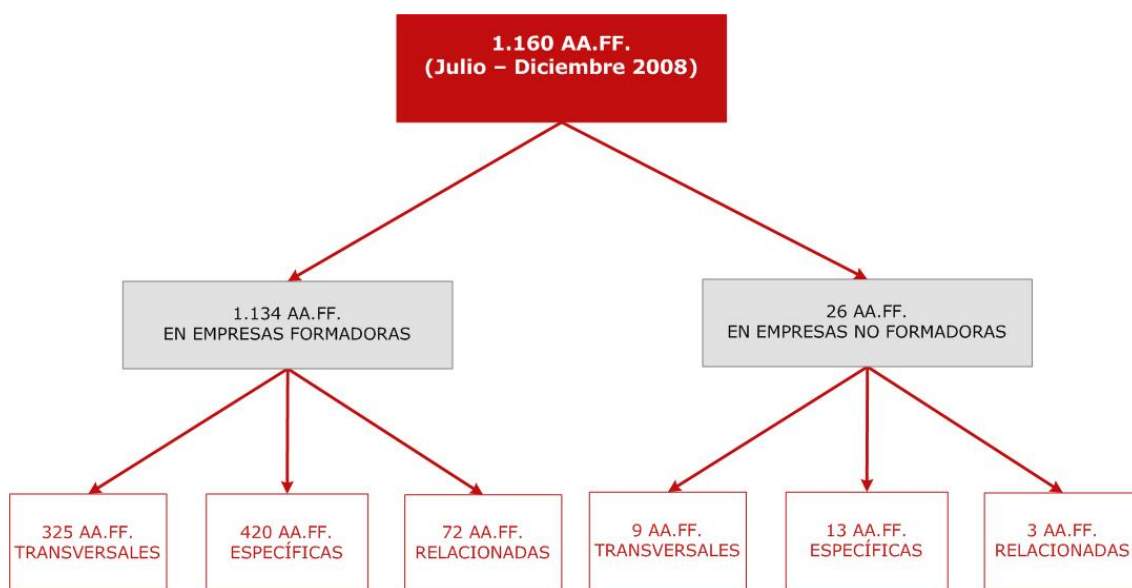 1.160 AA.FF.
(Julio – Diciembre 2008)
1.134 AA.FF.
EN EMPRESAS FORMADORAS
26 AA.FF.
EN EMPRESAS NO FORMADORAS
325 AA.FF.
TRANSVERSALES
420 AA.FF.
ESPECÍFICAS
72 AA.FF.
RELACIONADAS
9 AA.FF.
TRANSVERSALES
13 AA.FF.
ESPECÍFICAS
3 AA.FF.
RELACIONADAS